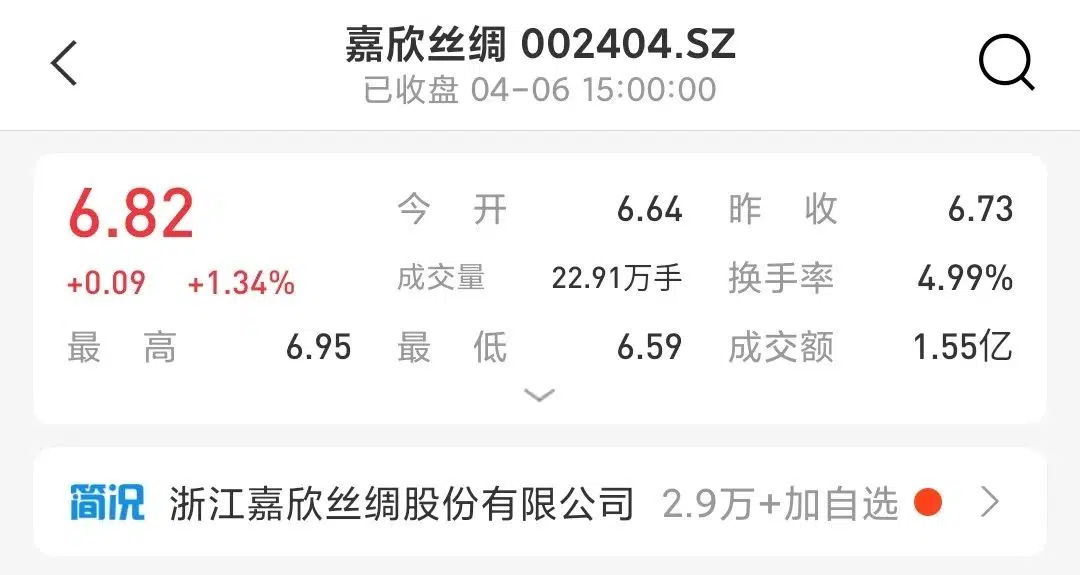 嘉欣丝绸 002404.SZ
已收盘 04-06 15:00:00
6.82 今开 6.64 昨收 6.73
+0.09 +1.34% 成交量 22.91万手 换手率 4.99%
最高 6.95 最低 6.59 成交额 1.55亿
简况 浙江嘉欣丝绸股份有限公司 2.9万+加自选